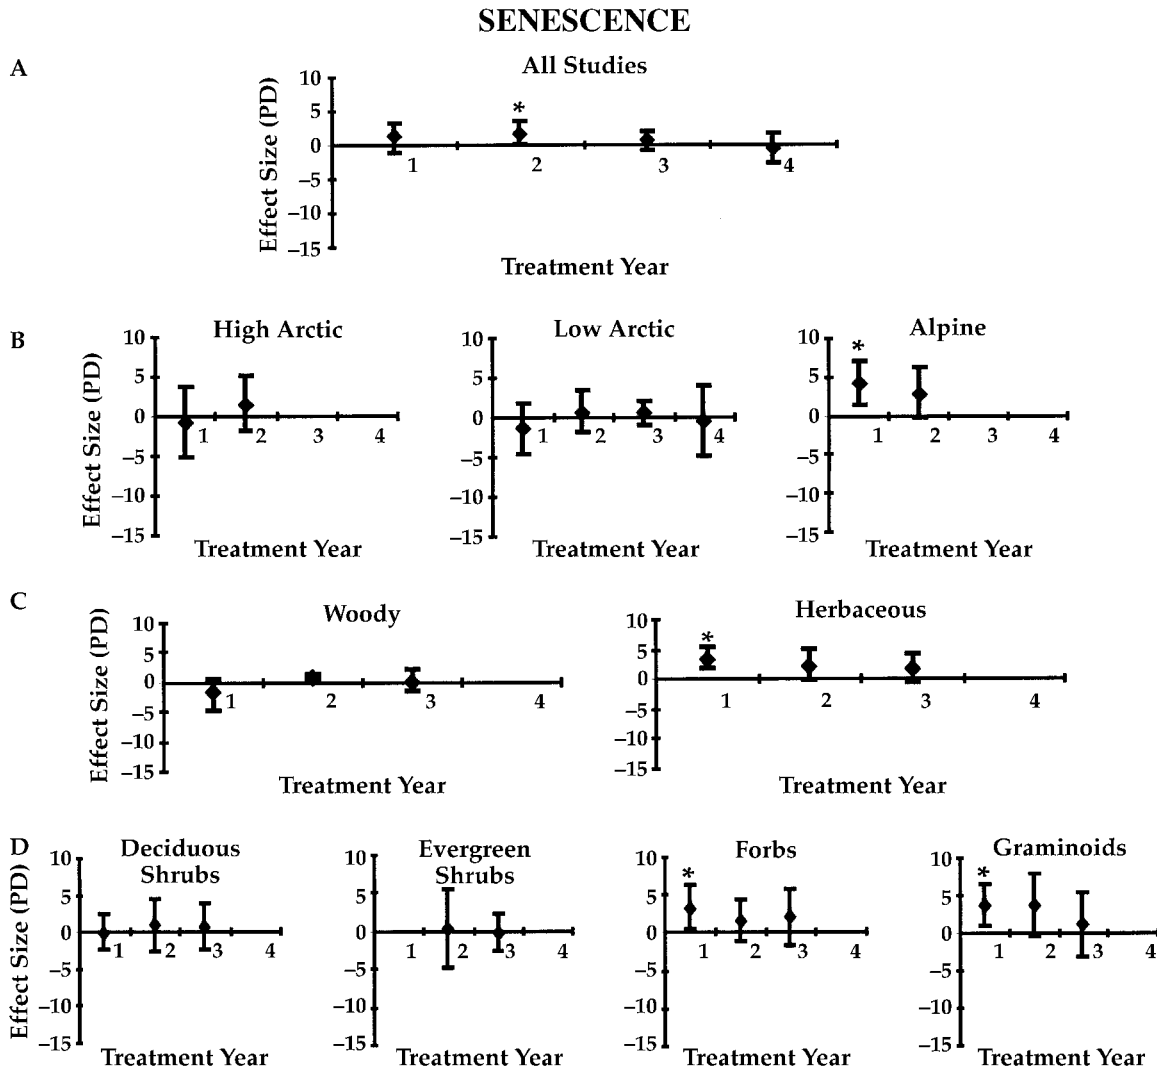 SENESCENCE
A
All Studies
Effect Size (PD)
10
5
0
−5
−10
−15
*
1 2 3 4
Treatment Year
B
High Arctic
Effect Size (PD)
10
5
0
−5
−10
−15
1 2 3 4
Treatment Year
Low Arctic
10
5
0
−5
−10
−15
1 2 3 4
Treatment Year
Alpine
10
5
0
−5
−10
−15
*
1 2 3 4
Treatment Year
C
Woody
Effect Size (PD)
10
5
0
−5
−10
−15
1 2 3 4
Treatment Year
Herbaceous
10
5
0
−5
−10
−15
*
1 2 3 4
Treatment Year
D
Deciduous
Shrubs
Effect Size (PD)
10
5
0
−5
−10
−15
1 2 3 4
Treatment Year
Evergreen
Shrubs
10
5
0
−5
−10
−15
1 2 3 4
Treatment Year
Forbs
10
5
0
−5
−10
−15
*
1 2 3 4
Treatment Year
Graminoids
10
5
0
−5
−10
−15
*
1 2 3 4
Treatment Year